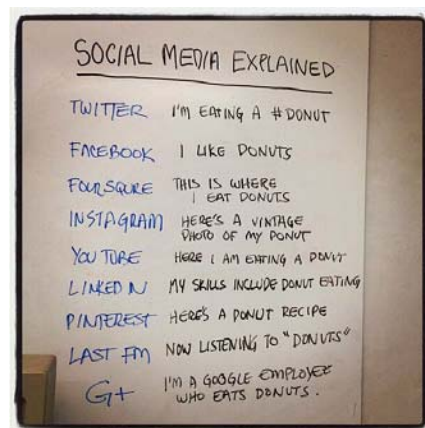 SOCIAL MEDIA EXPLAINED
TWITTER I'M EATING A #DONUT
FACEBOOK I LIKE DONUTS
FOURSQURE THIS IS WHERE
I EAT DONUTS
INSTAGRAM HERE'S A VINTAGE
PHOTO OF MY DONUT
YOU TUBE HERE I AM EATING A DONUT
LINKED IN MY SKILLS INCLUDE DONUT EATING
PINTEREST HERE'S A DONUT RECIPE
LAST FM NOW LISTENING TO "DONUTS"
G+ I'M A GOOGLE EMPLOYEE
WHO EATS DONUTS.